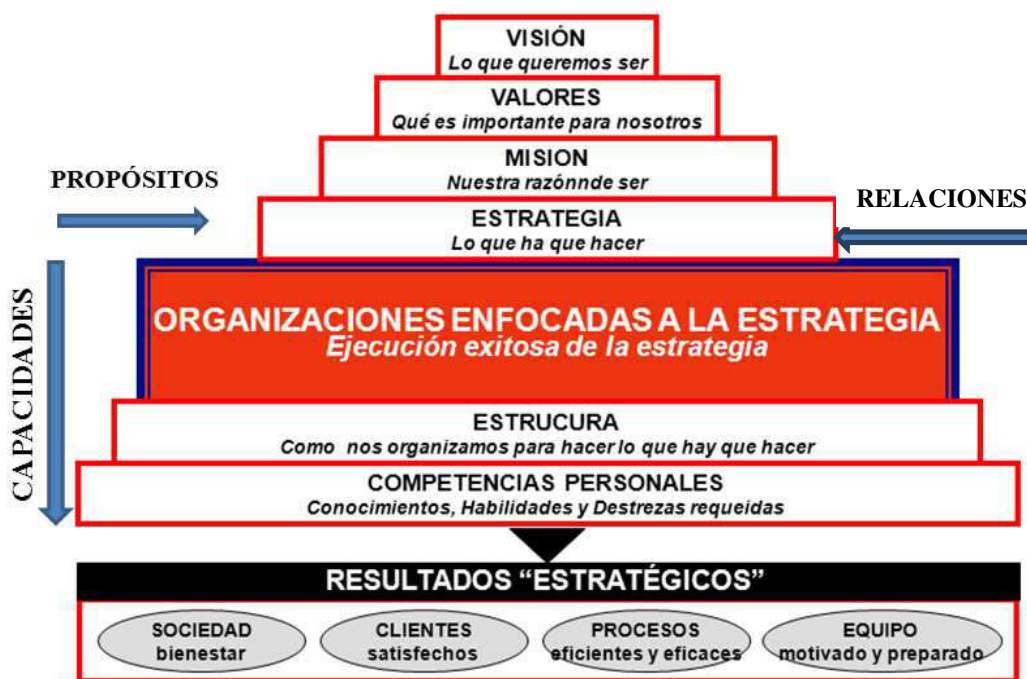 VISIÓN
Lo que queremos ser
VALORES
Qué es importante para nosotros
MISION
Nuestra razónnde ser
PROPÓSITOS
ESTRATEGIA
Lo que ha que hacer
RELACIONES
ORGANIZACIONES ENFOCADAS A LA ESTRATEGIA
Ejecución exitosa de la estrategia
CAPACIDADES
ESTRUCURA
Como nos organizamos para hacer lo que hay que hacer
COMPETENCIAS PERSONALES
Conocimientos, Habilidades y Destrezas requeidas
RESULTADOS “ESTRATÉGICOS”
SOCIEDAD
bienestar
CLIENTES
satisfechos
PROCESOS
eficientes y eficaces
EQUIPO
motivado y preparado